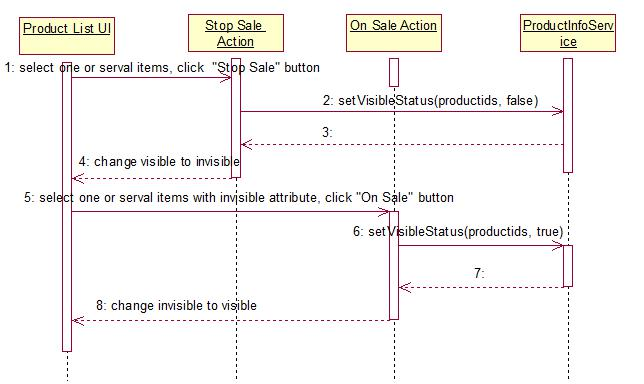 Product List UI
Stop Sale
Action
On Sale Action
ProductInfoServ
ice
1: select one or serval items, click "Stop Sale" button
2: setVisibleStatus(productids, false)
3:
4: change visible to invisible
5: select one or serval items with invisible attribute, click "On Sale" button
6: setVisibleStatus(productids, true)
7:
8: change invisible to visible